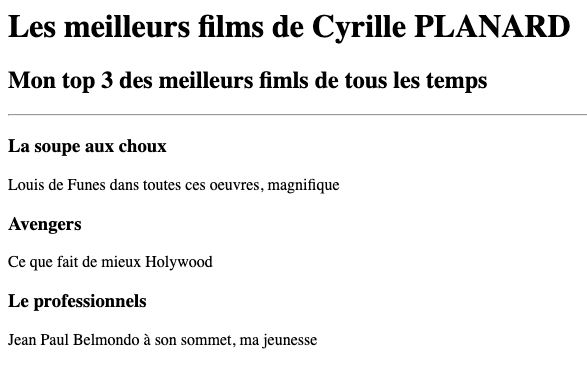 Les meilleurs films de Cyrille PLANARD
Mon top 3 des meilleurs fimls de tous les temps
La soupe aux choux
Louis de Funes dans toutes ces oeuvres, magnifique
Avengers
Ce que fait de mieux Holywood
Le professionnels
Jean Paul Belmondo à son sommet, ma jeunesse